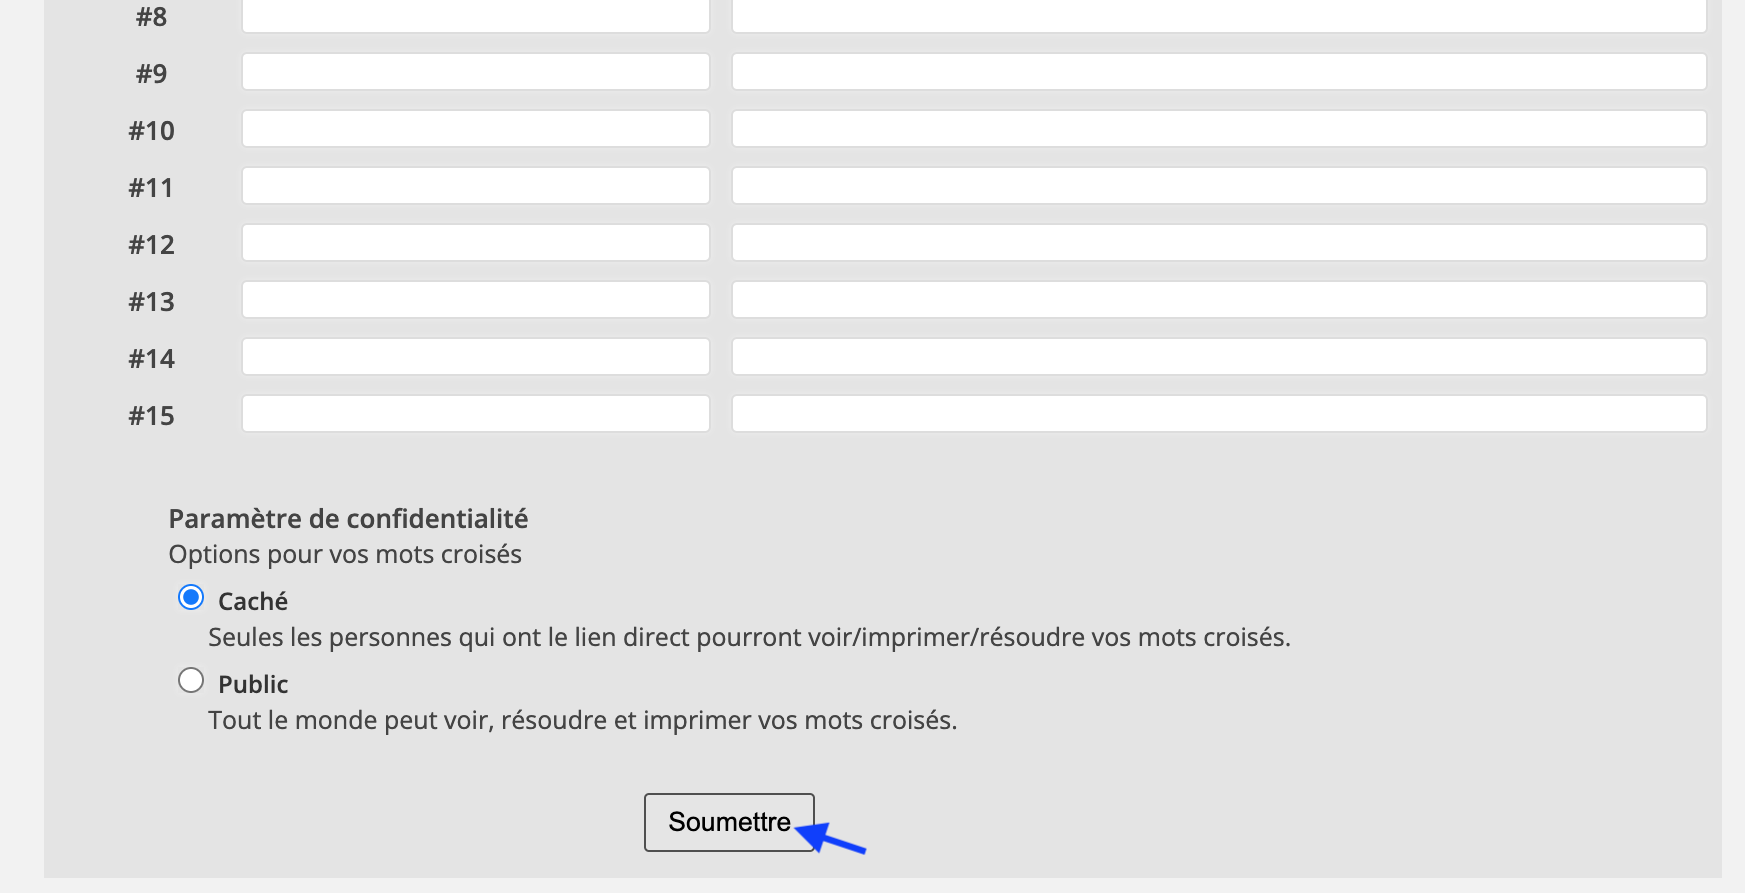 #8
#9
#10
#11
#12
#13
#14
#15
Paramètre de confidentialité
Options pour vos mots croisés
Caché
Seules les personnes qui ont le lien direct pourront voir/imprimer/résoudre vos mots croisés.
Public
Tout le monde peut voir, résoudre et imprimer vos mots croisés.
Soumettre